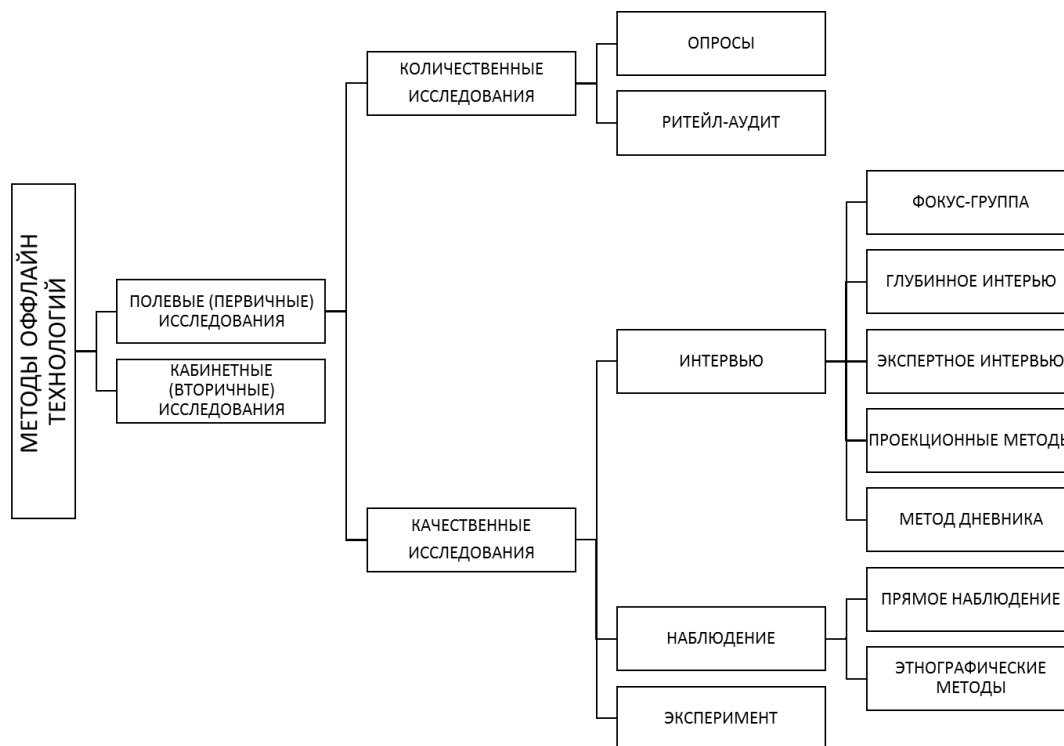 МЕТОДЫ ОФФЛАЙН
ТЕХНОЛОГИЙ
ПОЛЕВЫЕ (ПЕРВИЧНЫЕ)
ИССЛЕДОВАНИЯ
КОЛИЧЕСТВЕННЫЕ
ИССЛЕДОВАНИЯ
ОПРОСЫ
РИТЕЙЛ-АУДИТ
КАЧЕСТВЕННЫЕ
ИССЛЕДОВАНИЯ
ИНТЕРВЬЮ
ФОКУС-ГРУППА
ГЛУБИННОЕ ИНТЕРЬЮ
ЭКСПЕРТНОЕ ИНТЕРВЬЮ
ПРОЕКЦИОННЫЕ МЕТОДЫ
МЕТОД ДНЕВНИКА
НАБЛЮДЕНИЕ
ПРЯМОЕ НАБЛЮДЕНИЕ
ЭТНОГРАФИЧЕСКИЕ
МЕТОДЫ
ЭКСПЕРИМЕНТ
КАБИНЕТНЫЕ
(ВТОРИЧНЫЕ)
ИССЛЕДОВАНИЯ